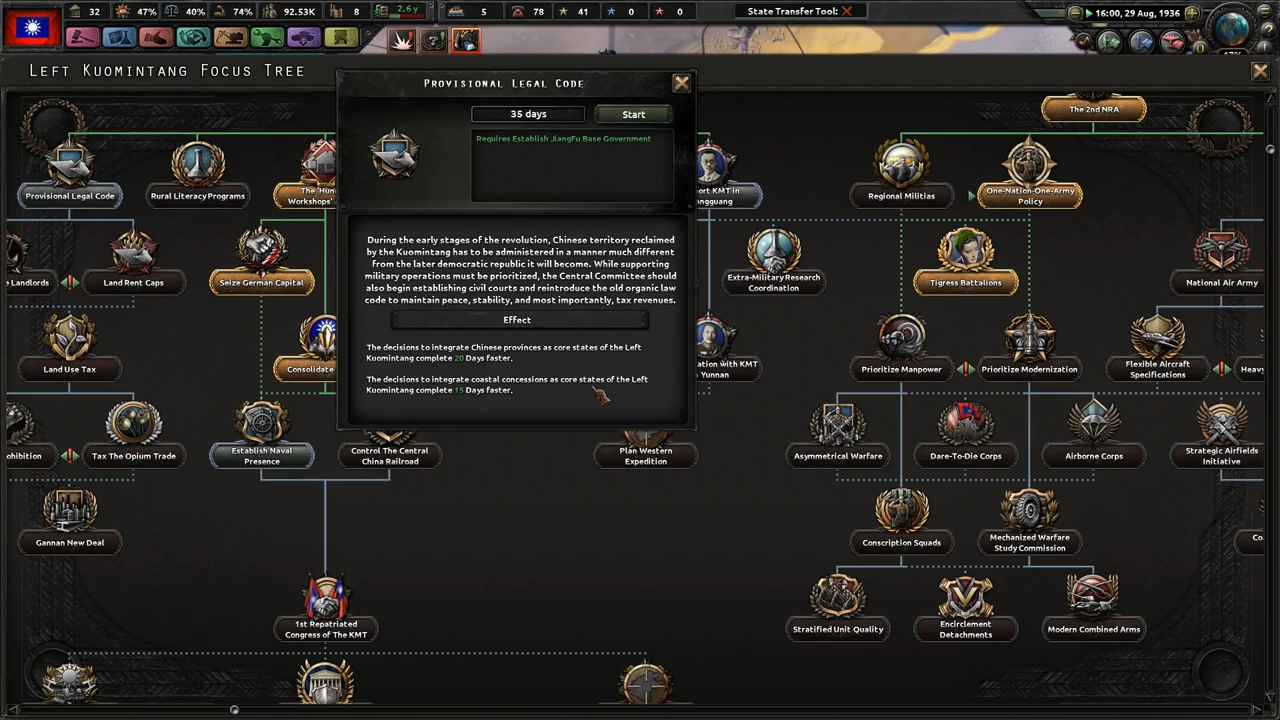 32
47%
40%
74%
92.53K
8
2.6 y
5
78
41
0
0
State Transfer Tool:
16:00, 29 Aug, 1936
LEFT KUOMINTANG FOCUS TREE
PROVISIONAL LEGAL CODE
35 days
Start
Requires Establish JiangFu Base Government
During the early stages of the revolution, Chinese territory reclaimed
by the Kuomintang has to be administered in a manner much different
from the later democratic republic it will become. While supporting
military operations must be prioritized, the Central Committee should
also begin establishing civil courts and reintroduce the old organic law
code to maintain peace, stability, and most importantly, tax revenues.
Effect
The decisions to integrate Chinese provinces as core states of the Left
Kuomintang complete 20 Days faster.
The decisions to integrate coastal concessions as core states of the Left
Kuomintang complete 15 Days faster.
The 2nd NRA
Provisional Legal Code
Rural Literacy Programs
Workshops'
Regional Militias
One-Nation-One-Army
Policy
Landlords
Land Rent Caps
Seize German Capital
Extra-Military Research
Coordination
Tigress Battalions
National Air Army
Land Use Tax
Consolidate
Yunnan
Prioritize Manpower
Prioritize Modernization
Flexible Aircraft
Specifications
Tax The Opium Trade
Establish Naval
Presence
Control The Central
China Railroad
Plan Western
Expedition
Asymmetrical Warfare
Dare-To-Die Corps
Airborne Corps
Strategic Airfields
Initiative
Gannan New Deal
Conscription Squads
Mechanized Warfare
Study Commission
1st Repatriated
Congress of The KMT
Stratified Unit Quality
Encirclement
Detachments
Modern Combined Arms